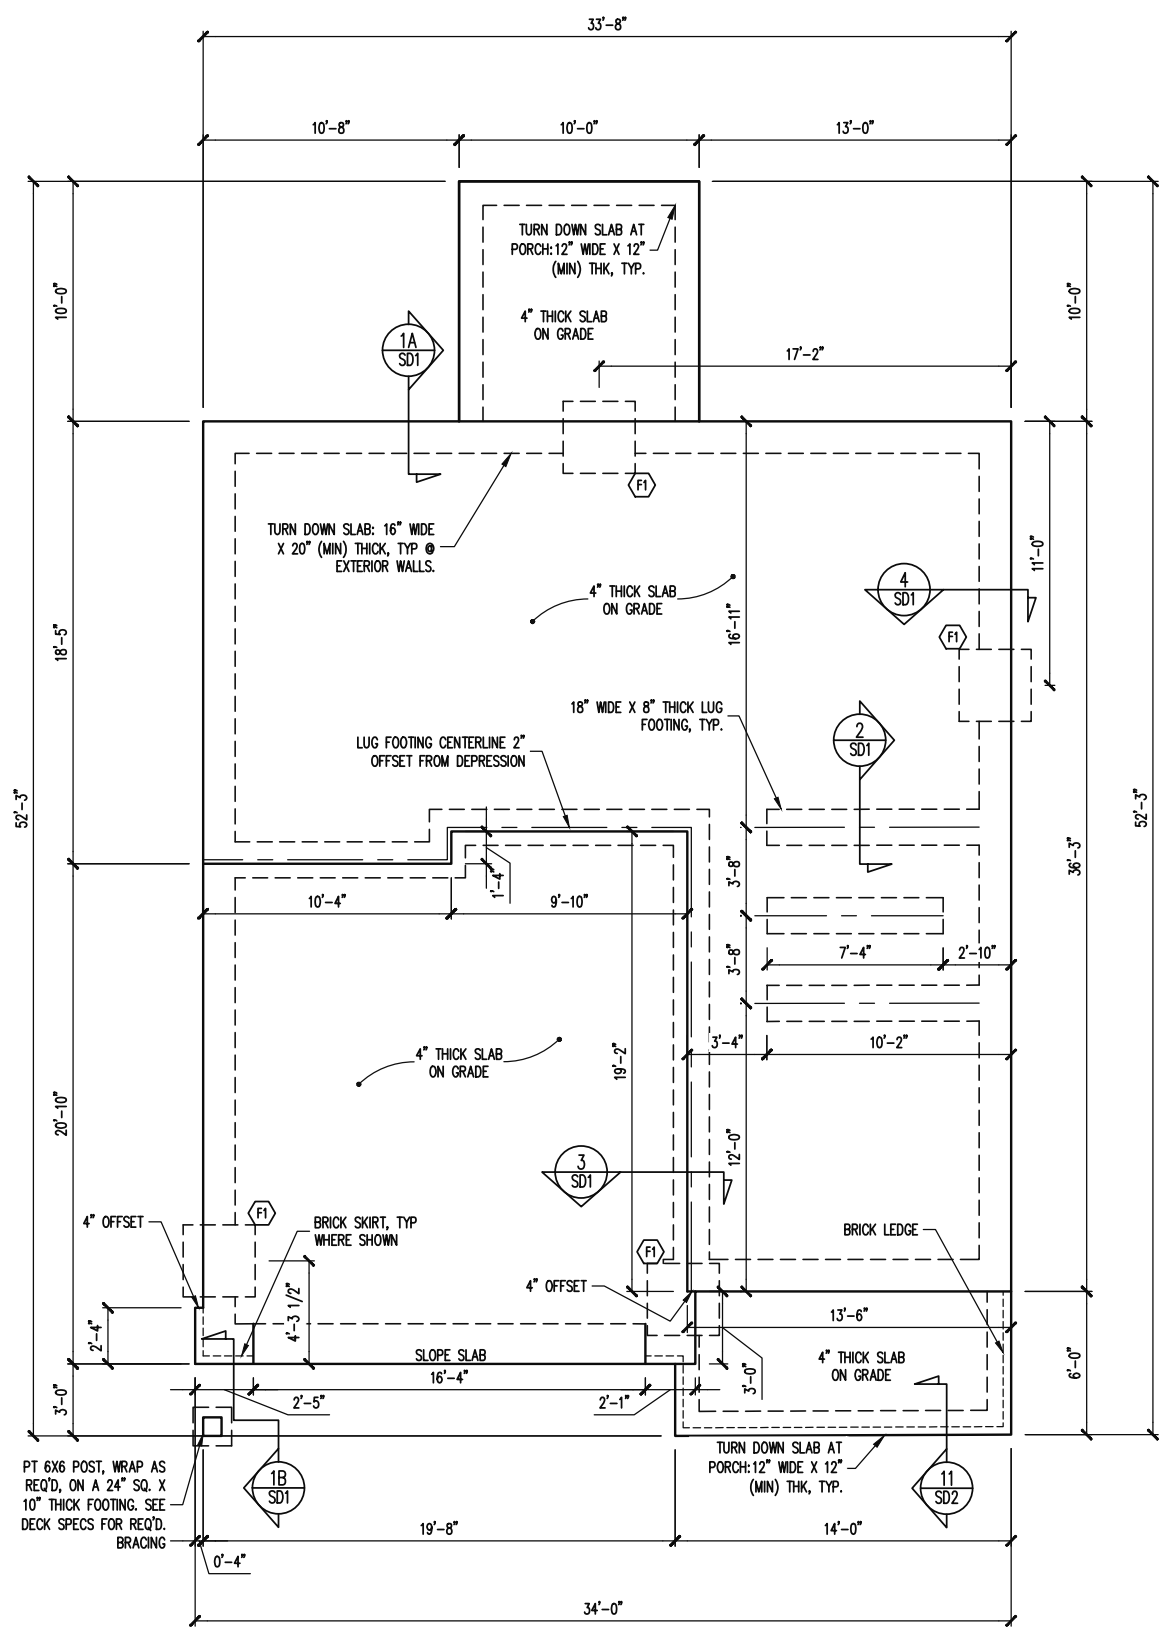 33'-8"
10'-8"
10'-0"
13'-0"
TURN DOWN SLAB AT
PORCH:12" WIDE X 12"
(MIN) THK, TYP.
10'-0"
10'-0"
4" THICK SLAB
ON GRADE
1A
SD1
17'-2"
F1
TURN DOWN SLAB: 16" WIDE
X 20" (MIN) THICK, TYP @
EXTERIOR WALLS.
11'-0"
4
SD1
4" THICK SLAB
ON GRADE
16'-11"
18'-5"
F1
18" WIDE X 8" THICK LUG
FOOTING, TYP.
2
SD1
LUG FOOTING CENTERLINE 2"
OFFSET FROM DEPRESSION
52'-3"
52'-3"
36'-3"
1'-4"
3'-8"
10'-4"
9'-10"
3'-8"
7'-4"
2'-10"
3'-4"
10'-2"
4" THICK SLAB
ON GRADE
19'-2"
20'-10"
12'-0"
3
SD1
F1
4" OFFSET
BRICK SKIRT, TYP
WHERE SHOWN
BRICK LEDGE
F1
4" OFFSET
4'-3 1/2"
13'-6"
2'-4"
SLOPE SLAB
4" THICK SLAB
ON GRADE
6'-0"
16'-4"
3'-0"
3'-0"
2'-5"
2'-1"
TURN DOWN SLAB AT
PORCH:12" WIDE X 12"
(MIN) THK, TYP.
PT 6X6 POST, WRAP AS
REQ'D, ON A 24" SQ. X
10" THICK FOOTING. SEE
DECK SPECS FOR REQ'D.
BRACING
1B
SD1
11
SD2
19'-8"
14'-0"
0'-4"
34'-0"